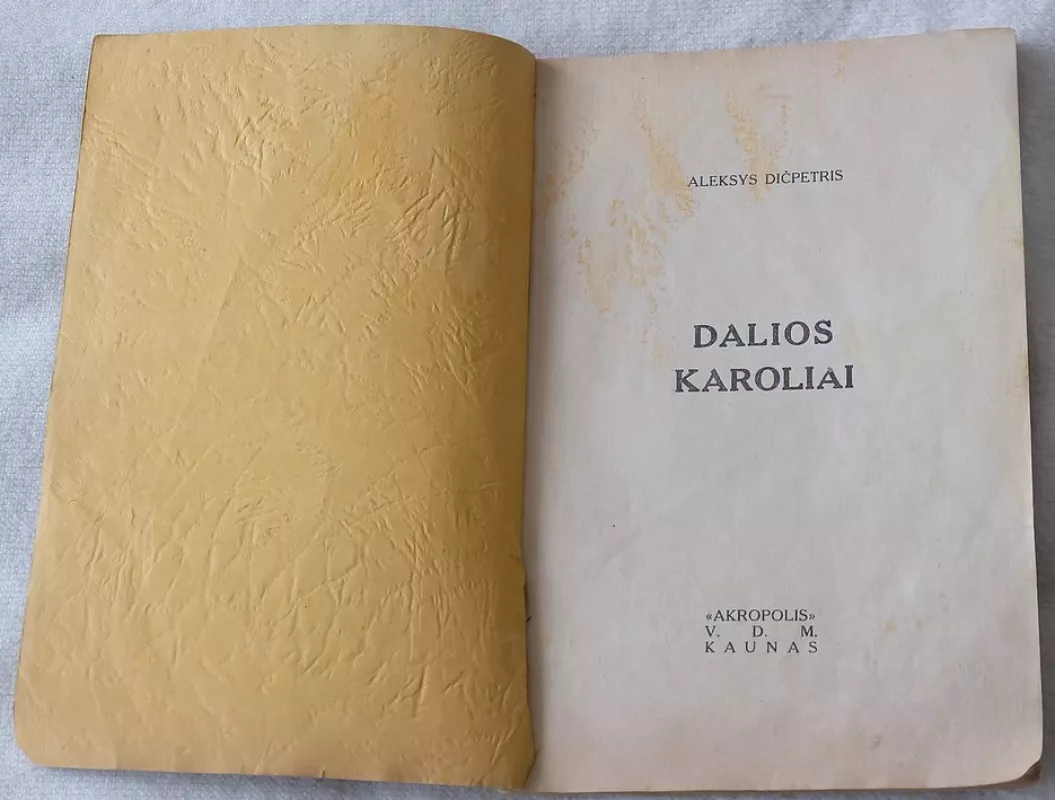 ALEKSYS DIČPETRIS
DALIOS
KAROLIAI
«AKROPOLIS»
V. D. M.
KAUNAS